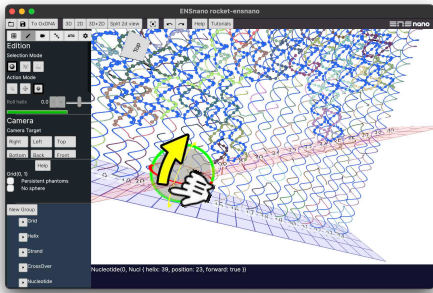 ENSnano rocket-ensnano
To OxDNA
3D
2D
3D+2D
Split 2d view
Help
Tutorials
ENSnano
Edition
Selection Mode
Action Mode
Roll helix 0.0
Camera
Camera Target
Right
Left
Top
Bottom
Back
Front
Help
Grid(0, 1)
Persistent phantoms
No sphere
New Group
Grid
Helix
Strand
CrossOver
Nucleotide
Top
Nucleotide(0, Nucl { helix: 39, position: 23, forward: true })